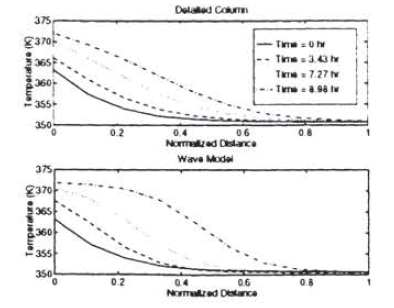 Detailed Column
Temperature (K)
375
370
365
360
355
350
0
0.2
0.4
0.6
0.8
1
Normalized Distance
Time = 0 hr
Time = 3.43 hr
Time = 7.27 hr
Time = 8.98 hr
Wave Model
Temperature (K)
375
370
365
360
355
350
0
0.2
0.4
0.6
0.8
1
Normalized Distance